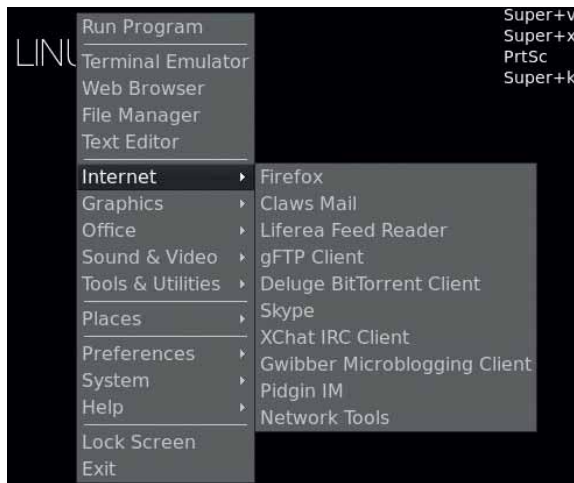 LINU
Run Program
Terminal Emulator
Web Browser
File Manager
Text Editor
Internet
Graphics
Office
Sound & Video
Tools & Utilities
Places
Preferences
System
Help
Lock Screen
Exit
Firefox
Claws Mail
Liferea Feed Reader
gFTP Client
Deluge BitTorrent Client
Skype
XChat IRC Client
Gwibber Microblogging Client
Pidgin IM
Network Tools
Super+v
Super+x
PrtSc
Super+k